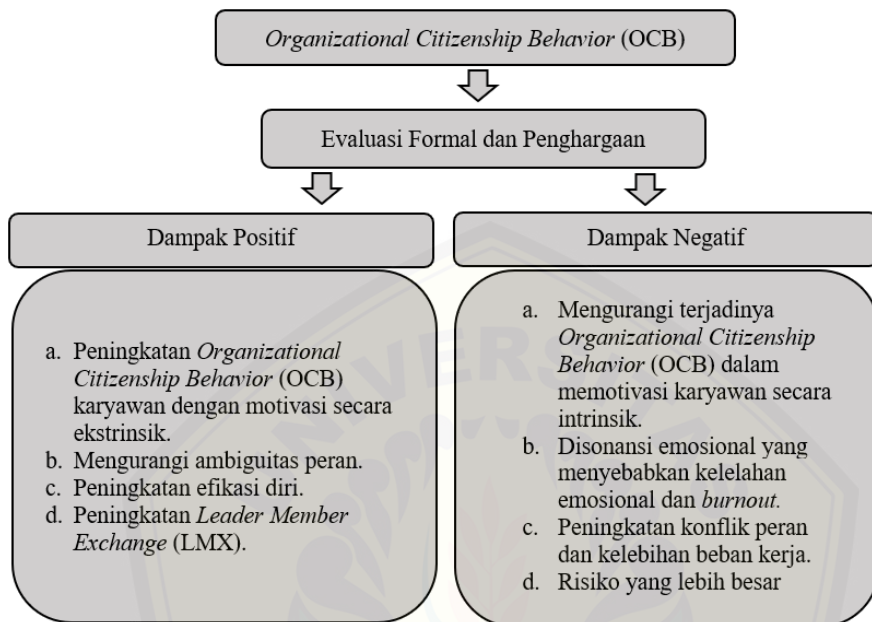 Organizational Citizenship Behavior (OCB)
Evaluasi Formal dan Penghargaan
Dampak Positif
a. Peningkatan Organizational
Citizenship Behavior (OCB)
karyawan dengan motivasi secara
ekstrinsik.
b. Mengurangi ambiguitas peran.
c. Peningkatan efikasi diri.
d. Peningkatan Leader Member
Exchange (LMX).
Dampak Negatif
a. Mengurangi terjadinya
Organizational Citizenship
Behavior (OCB) dalam
memotivasi karyawan secara
intrinsik.
b. Disonansi emosional yang
menyebabkan kelelahan
emosional dan burnout.
c. Peningkatan konflik peran
dan kelebihan beban kerja.
d. Risiko yang lebih besar